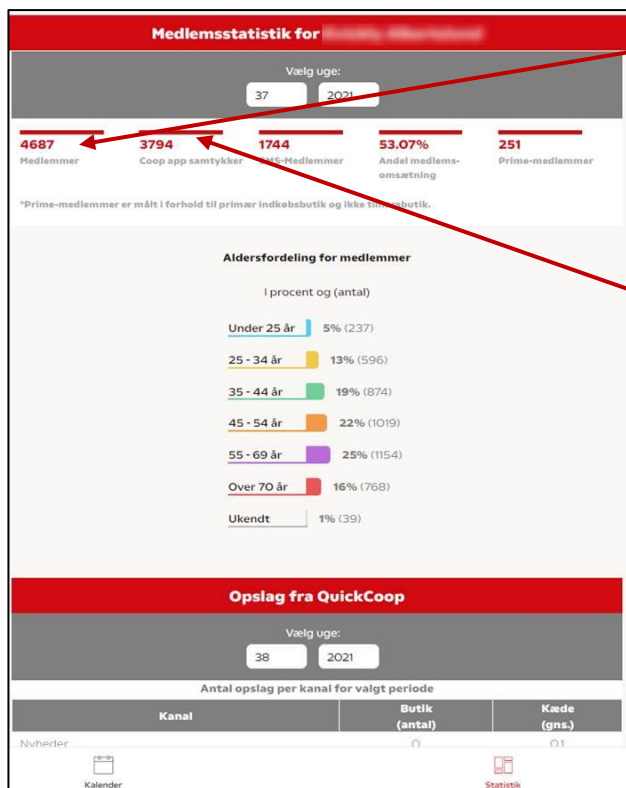 Medlemsstatistik for
Vælg uge:
37 2021
4687 3794 1744 53.07% 251
Medlemmer Coop app samtykker SMS-Medlemmer Andel medlems- Prime-medlemmer
omsætning
*Prime-medlemmer er målt i forhold til primær indkøbsbutik og ikke timersbutik.
Aldersfordeling for medlemmer
I procent og (antal)
Under 25 år 5% (237)
25 - 34 år 13% (596)
35 - 44 år 19% (874)
45 - 54 år 22% (1019)
55 - 69 år 25% (1154)
Over 70 år 16% (768)
Ukendt 1% (39)
Opslag fra QuickCoop
Vælg uge:
38 2021
Antal opslag per kanal for valgt periode
Kanal Butik Kæde
(antal) (gns.)
Nyheder
Kalender Statistik